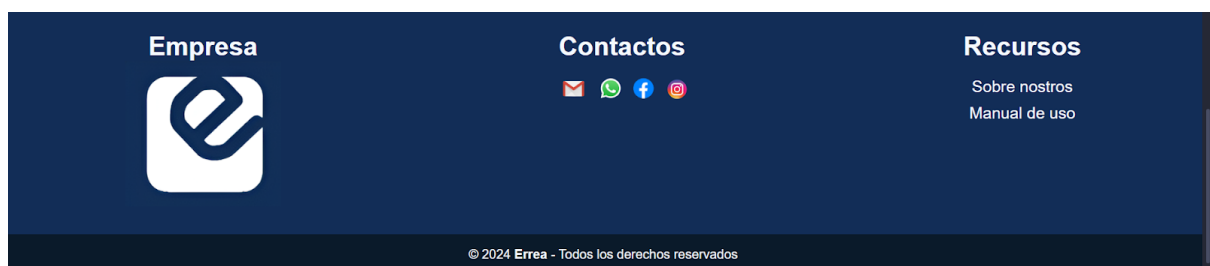 Empresa
Contactos
Recursos
Sobre nostros
Manual de uso
© 2024 Errea - Todos los derechos reservados